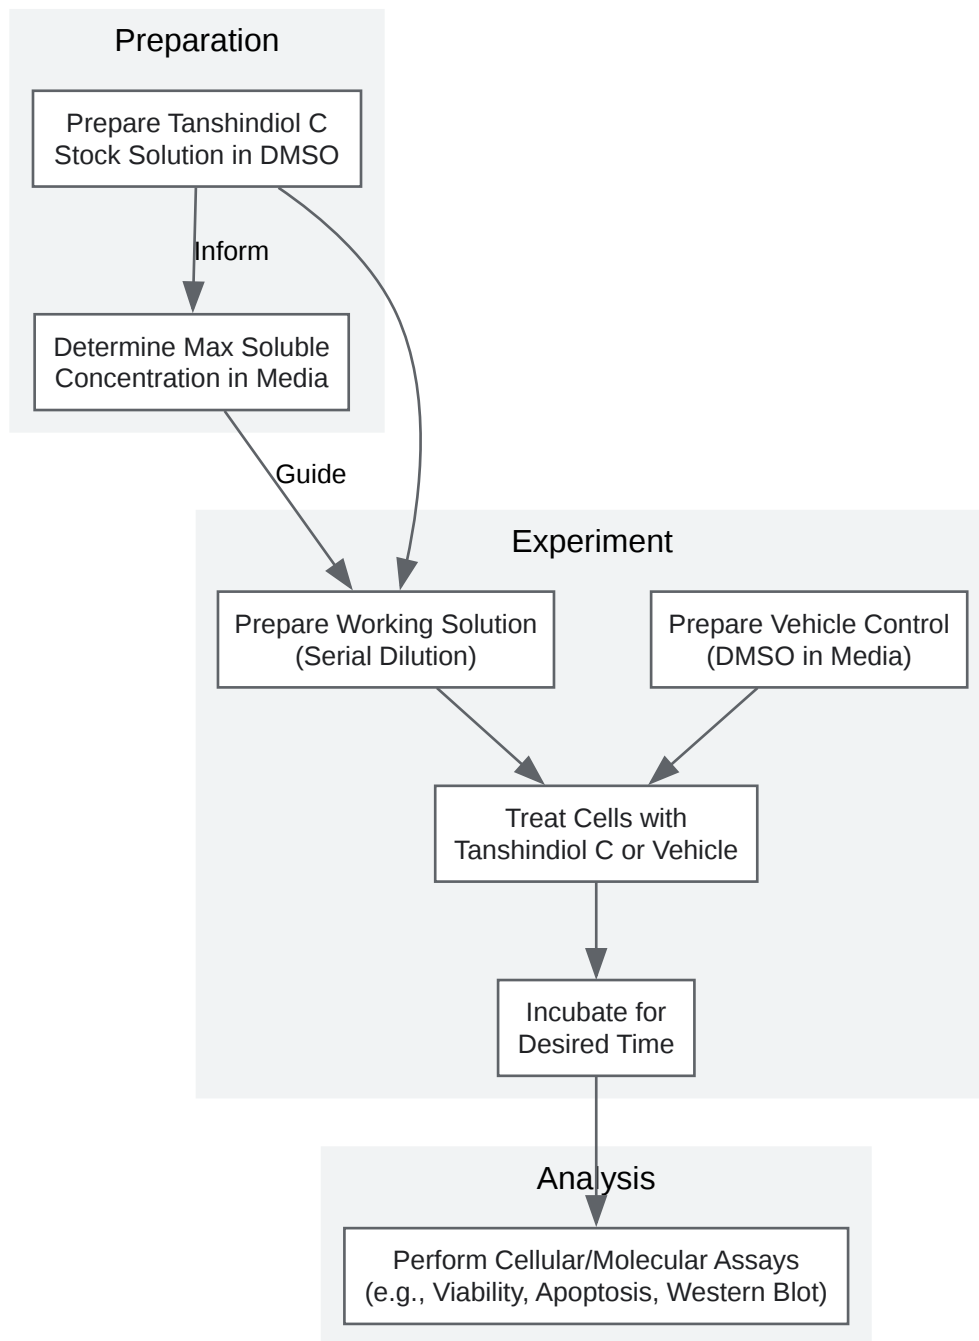 Preparation
Prepare Tanshindiol C
Stock Solution in DMSO
Inform
Determine Max Soluble
Concentration in Media
Guide
Experiment
Prepare Working Solution
(Serial Dilution)
Prepare Vehicle Control
(DMSO in Media)
Treat Cells with
Tanshindiol C or Vehicle
Incubate for
Desired Time
Analysis
Perform Cellular/Molecular Assays
(e.g., Viability, Apoptosis, Western Blot)